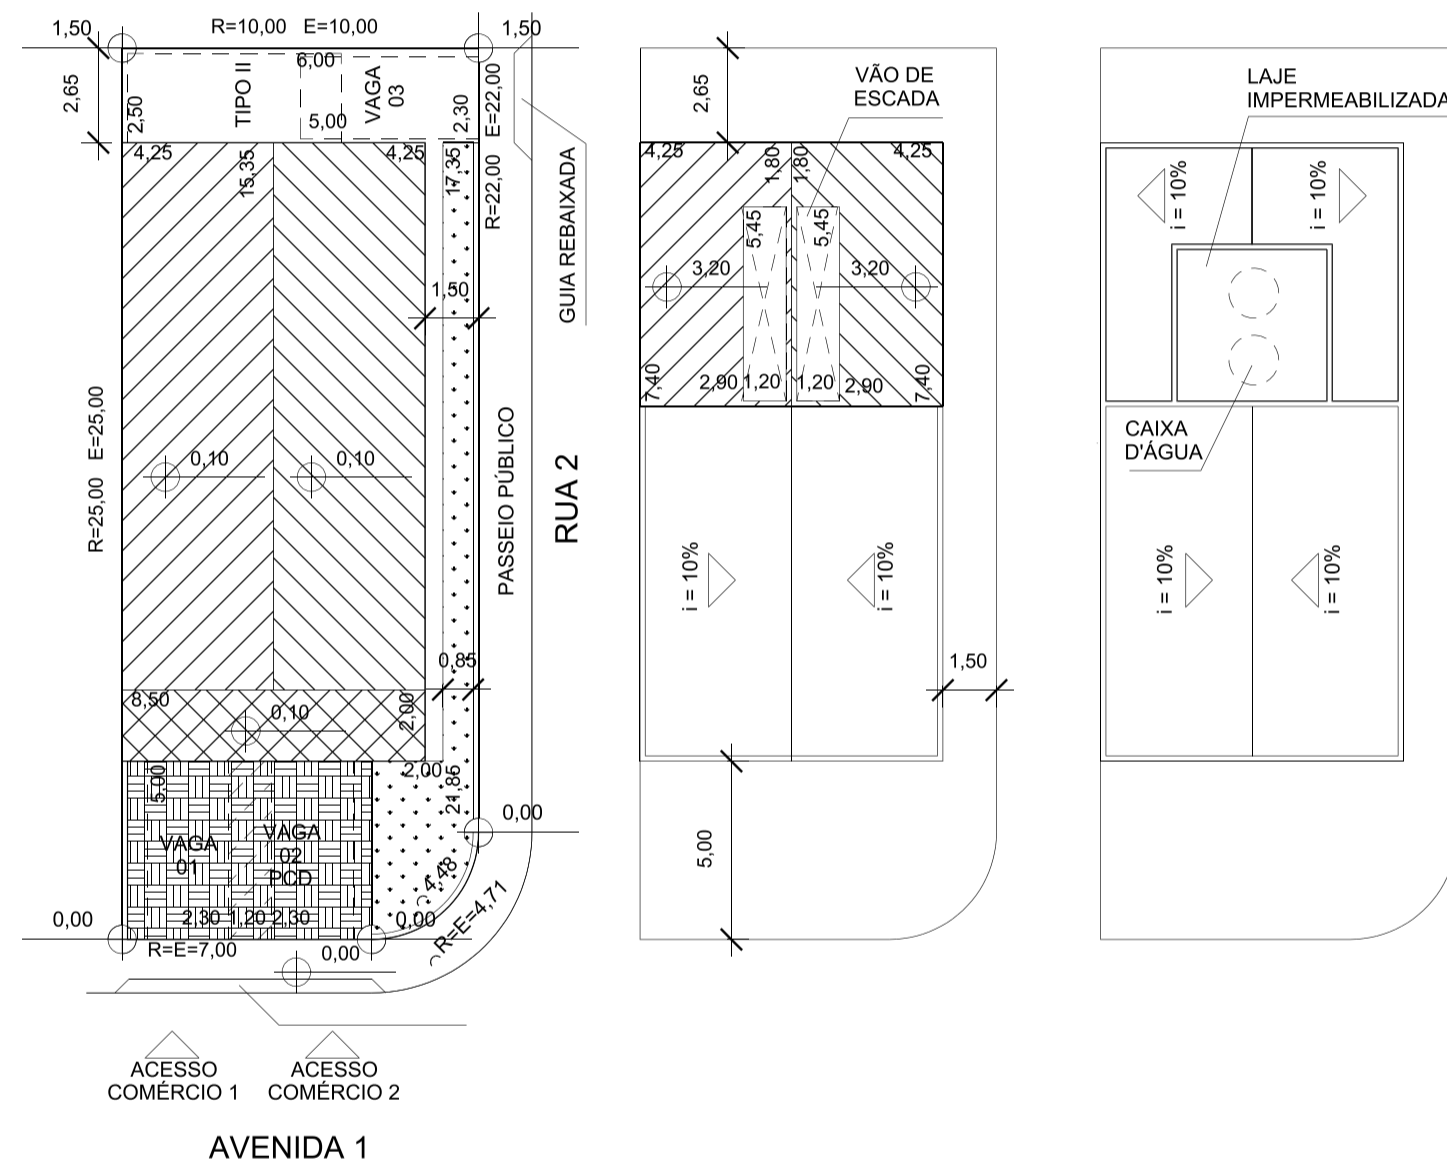 1,50
R=10,00 E=10,00
1,50
2,65
6,00
TIPO II
VAGA
03
2,50
5,00
2,30
R=22,00 E=22,00
GUIA REBAIXADA
4,25
15,35
4,25
17,35
1,50
R=25,00 E=25,00
0,10
0,10
PASSEIO PÚBLICO
RUA 2
0,85
8,50
0,10
2,00
5,00
2,00
21,85
VAGA
01
VAGA
02
PCD
0,00
4,48
R=E=4,71
0,00
2,30
1,20
2,30
0,00
R=E=7,00
0,00
ACESSO
COMÉRCIO 1
ACESSO
COMÉRCIO 2
AVENIDA 1
2,65
VÃO DE
ESCADA
4,25
1,80
1,80
4,25
5,45
5,45
3,20
3,20
7,40
2,90
1,20
1,20
2,90
7,40
i = 10%
i = 10%
1,50
5,00
LAJE
IMPERMEABILIZADA
i = 10%
i = 10%
CAIXA
D'ÁGUA
i = 10%
i = 10%